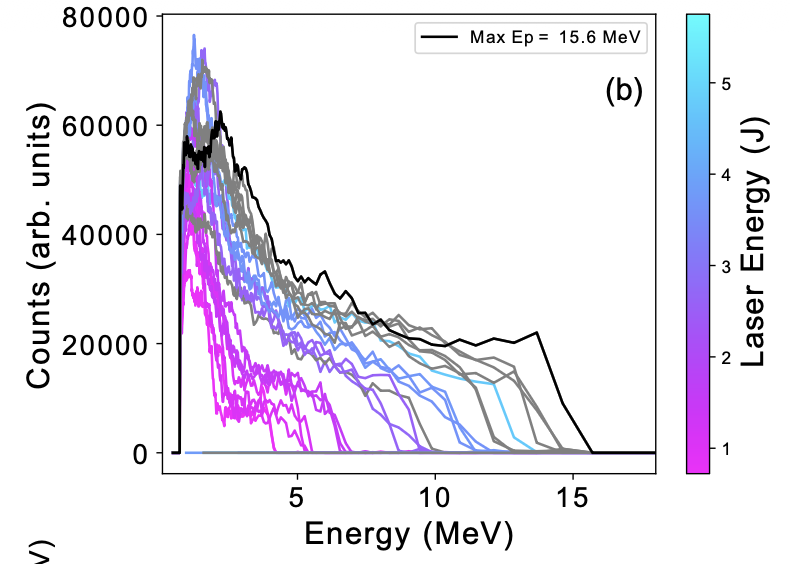 80000
60000
40000
20000
0
Counts (arb. units)
Max Ep = 15.6 MeV
(b)
5
10
15
Energy (MeV)
5
4
3
2
1
Laser Energy (J)
V)